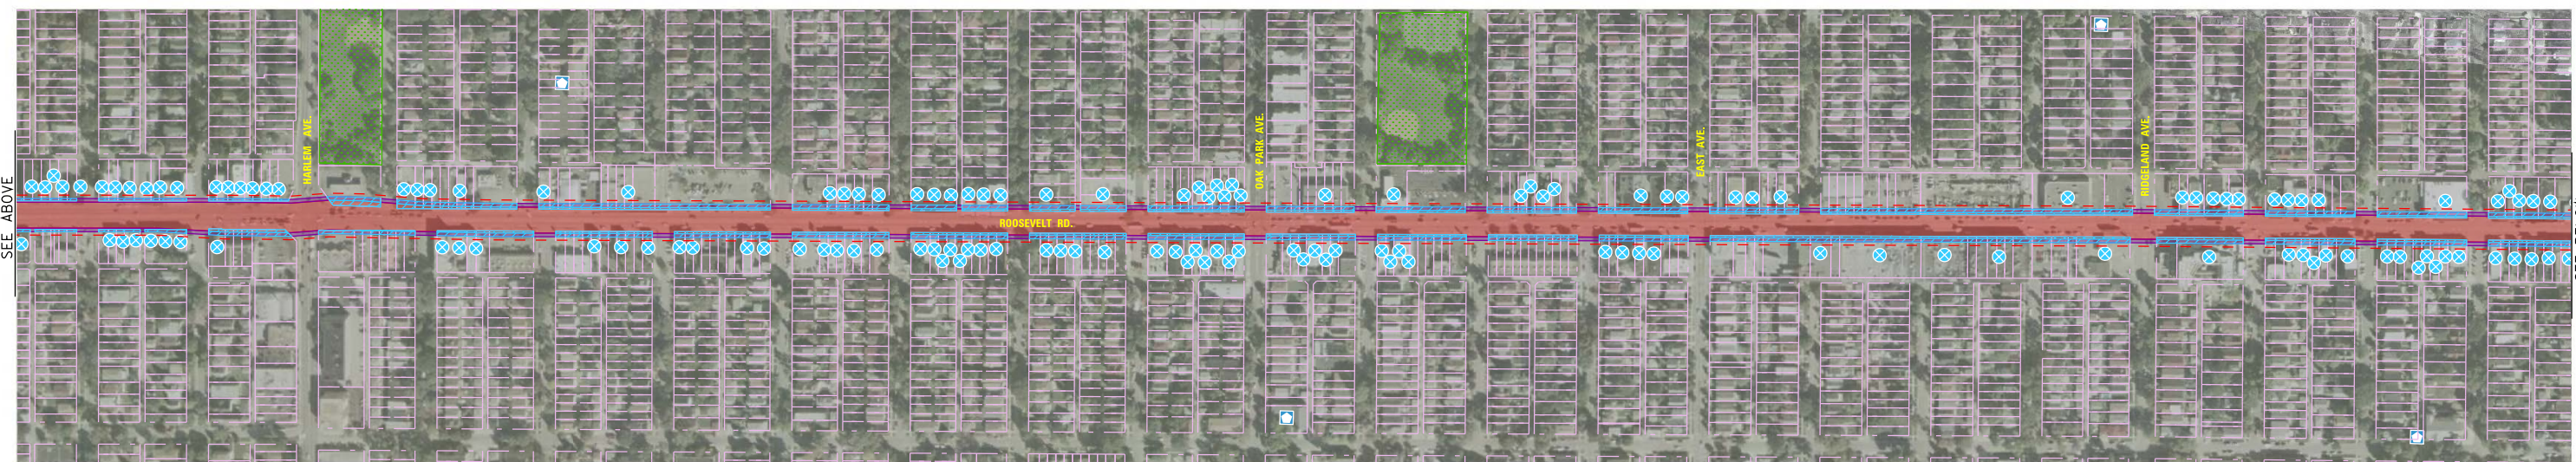 SEE ABOVE
HARLEM AVE.
ROOSEVELT RD.
OAK PARK AVE.
EAST AVE.
RIDGELAND AVE.